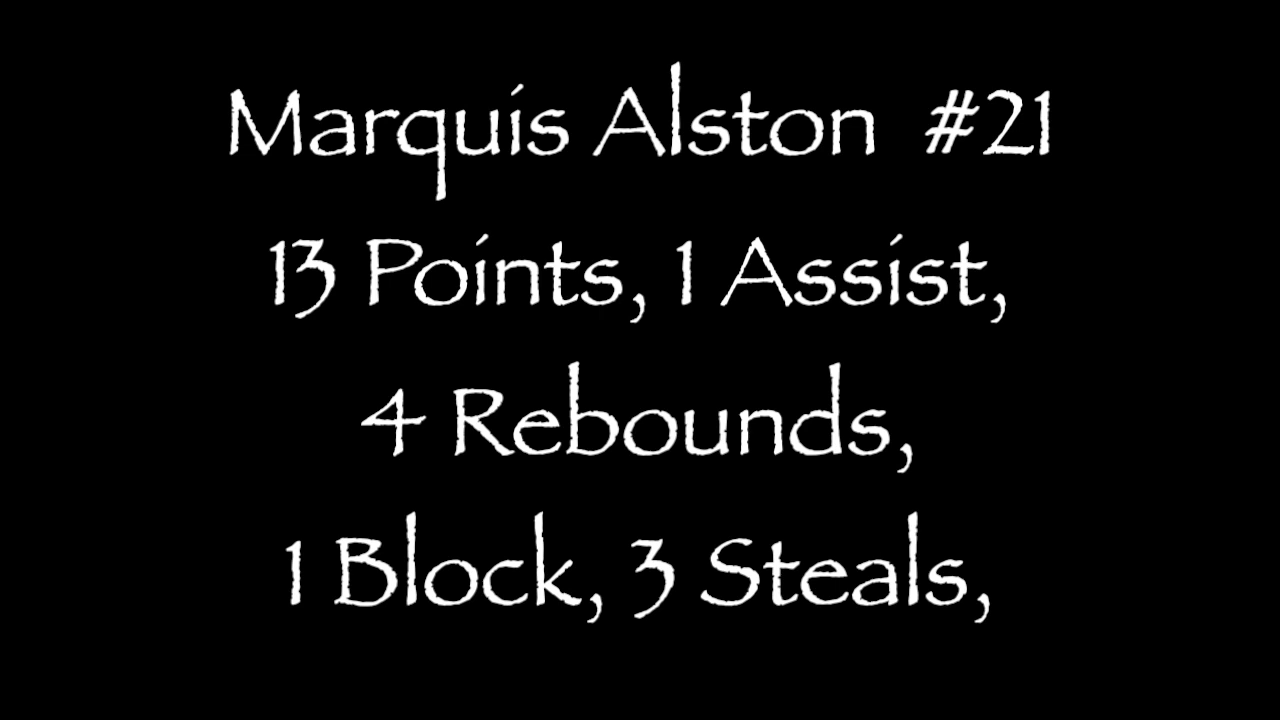 Marquis Alston #21
13 Points, 1 Assist,
4 Rebounds,
1 Block, 3 Steals,